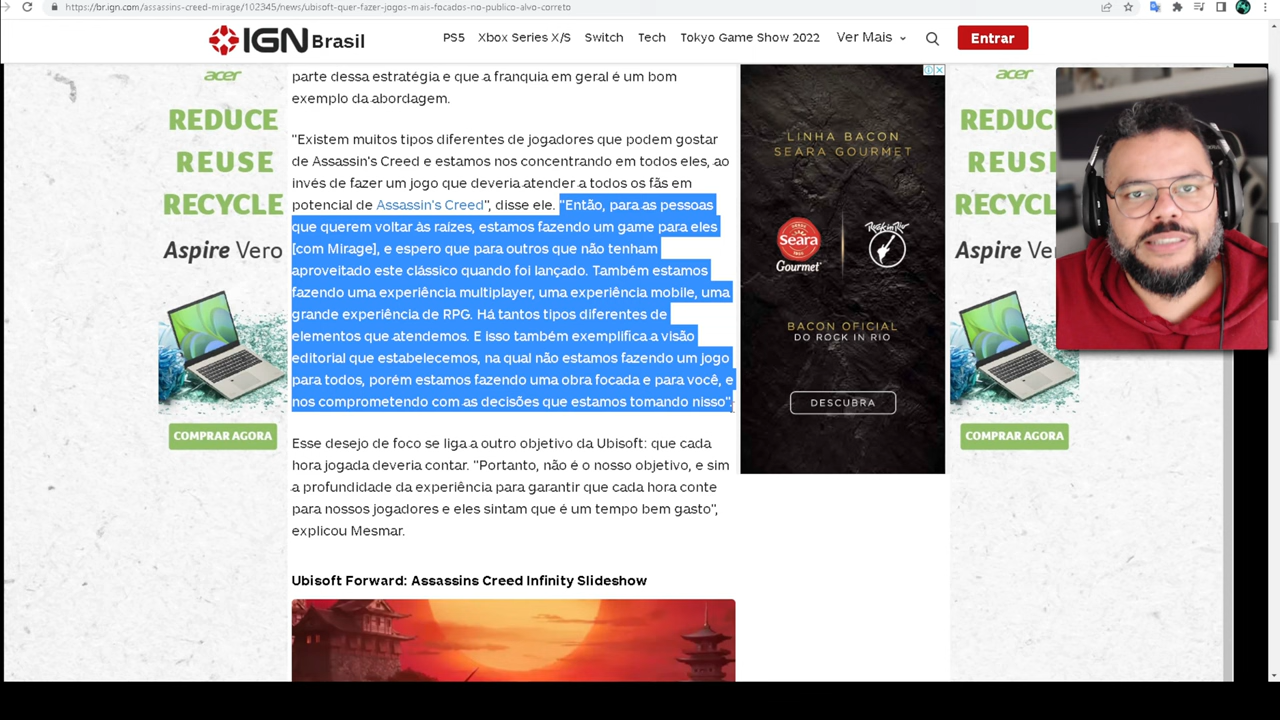 https://br.ign.com/assassins-creed-mirage/102345/news/ubisoft-quer-fazer-jogos-mais-focados-no-publico-alvo-correto
IGN Brasil
PS5 Xbox Series X/S Switch Tech Tokyo Game Show 2022 Ver Mais
Entrar
acer
REDUCE
REUSE
RECYCLE
Aspire Vero
COMPRAR AGORA
parte dessa estratégia e que a franquia em geral é um bom
exemplo da abordagem.
"Existem muitos tipos diferentes de jogadores que podem gostar
de Assassin's Creed e estamos nos concentrando em todos eles, ao
invés de fazer um jogo que deveria atender a todos os fãs em
potencial de Assassin's Creed", disse ele. "Então, para as pessoas
que querem voltar às raízes, estamos fazendo um game para eles
[com Mirage], e espero que para outros que não tenham
aproveitado este clássico quando foi lançado. Também estamos
fazendo uma experiência multiplayer, uma experiência mobile, uma
grande experiência de RPG. Há tantos tipos diferentes de
elementos que atendemos. E isso também exemplifica a visão
editorial que estabelecemos, na qual não estamos fazendo um jogo
para todos, porém estamos fazendo uma obra focada e para você, e
nos comprometendo com as decisões que estamos tomando nisso".
Esse desejo de foco se liga a outro objetivo da Ubisoft: que cada
hora jogada deveria contar. "Portanto, não é o nosso objetivo, e sim
a profundidade da experiência para garantir que cada hora conte
para nossos jogadores e eles sintam que é um tempo bem gasto",
explicou Mesmar.
Ubisoft Forward: Assassins Creed Infinity Slideshow
LINHA BACON
SEARA GOURMET
Seara
Gourmet
Rock in Rio
BACON OFICIAL
DO ROCK IN RIO
DESCUBRA
acer
REDUC
REUS
RECYC
Aspire Vero
COMPRAR AGORA